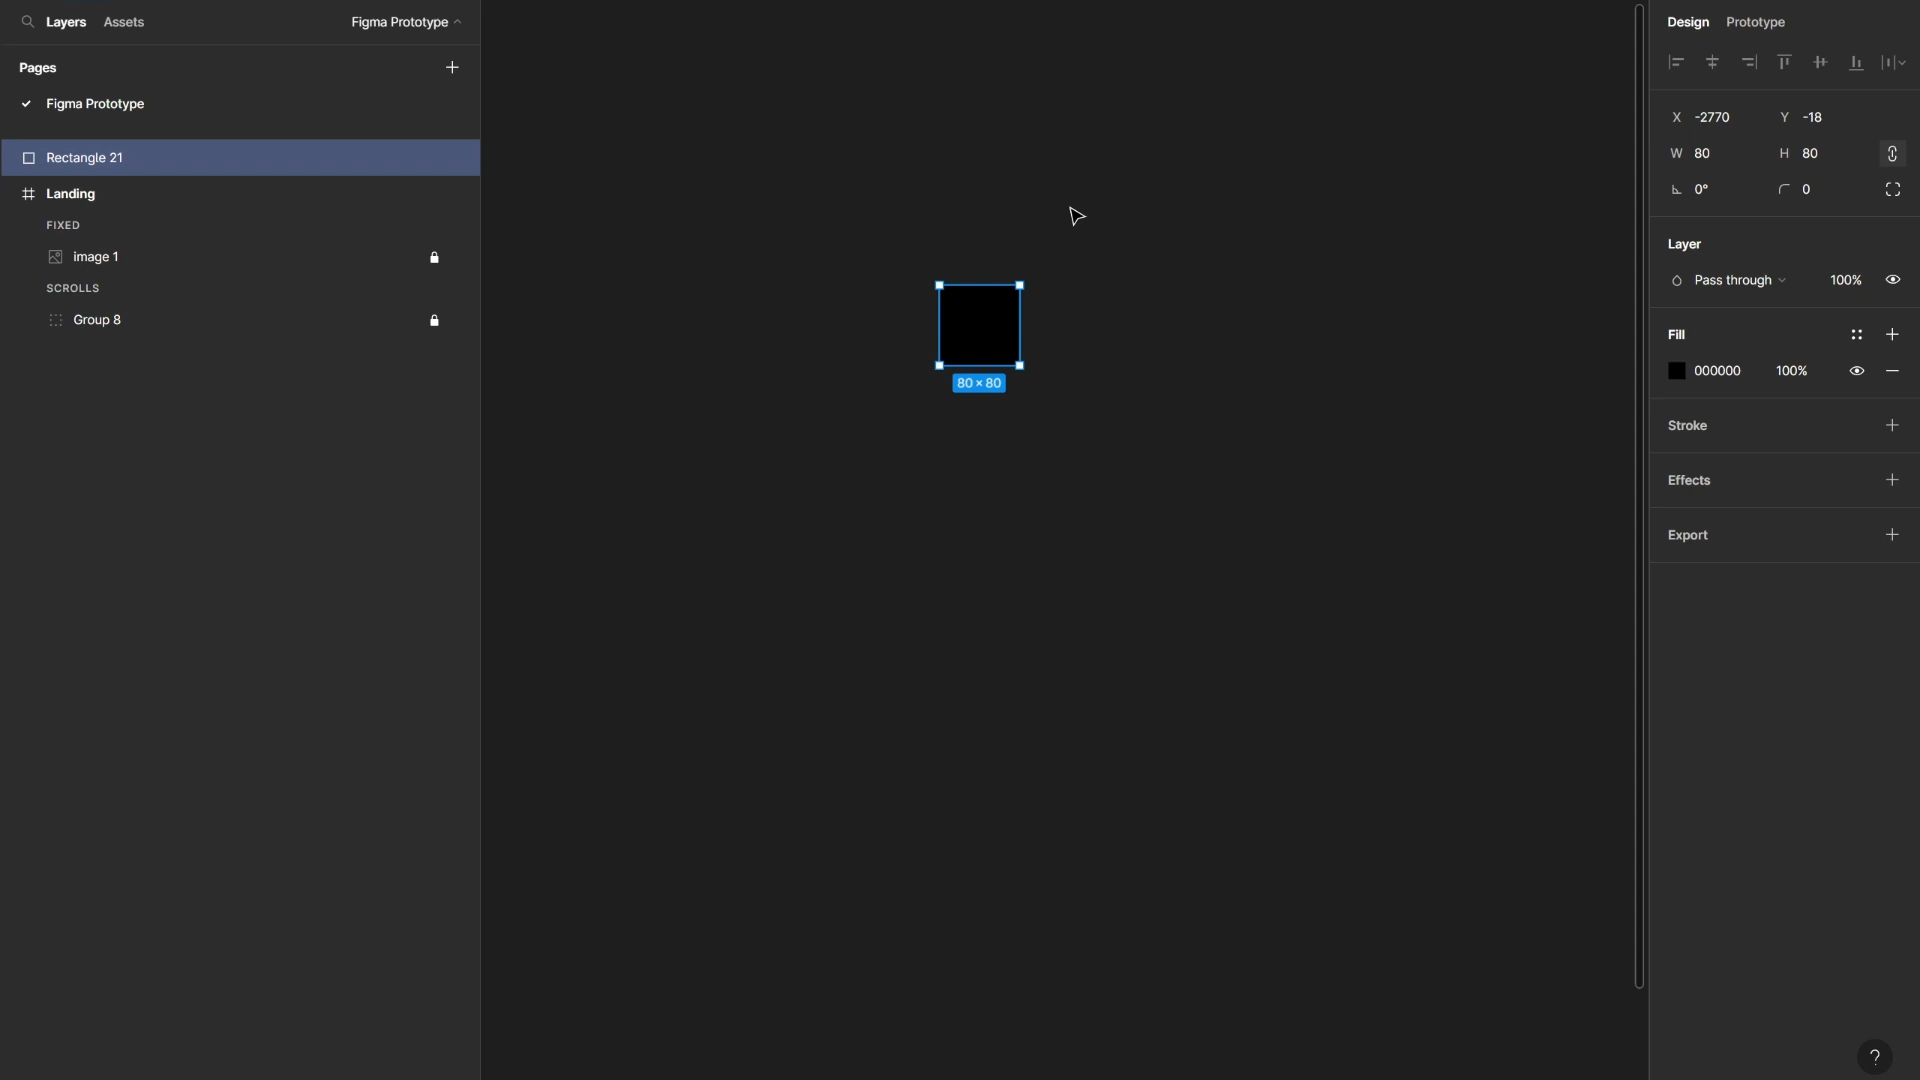 Layers Assets Figma Prototype
Pages
Figma Prototype
Rectangle 21
Landing
FIXED
image 1
SCROLLS
Group 8
80 × 80
Design Prototype
X -2770 Y -18
W 80 H 80
0° 0
Layer
Pass through 100%
Fill
000000 100%
Stroke
Effects
Export
?